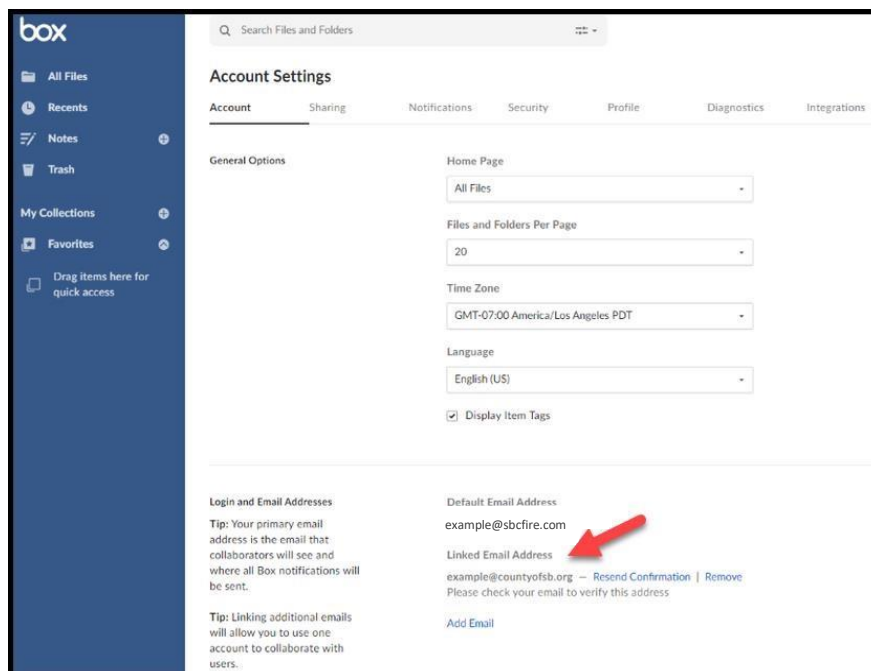 box
Search Files and Folders
All Files
Recents
Notes
Trash
My Collections
Favorites
Drag items here for
quick access
Account Settings
Account Sharing Notifications Security Profile Diagnostics Integrations
General Options
Home Page
All Files
Files and Folders Per Page
20
Time Zone
GMT-07:00 America/Los Angeles PDT
Language
English (US)
Display Item Tags
Login and Email Addresses
Tip: Your primary email
address is the email that
collaborators will see and
where all Box notifications will
be sent.
Tip: Linking additional emails
will allow you to use one
account to collaborate with
users.
Default Email Address
example@sbcfire.com
Linked Email Address
example@countyofsb.org – Resend Confirmation | Remove
Please check your email to verify this address
Add Email